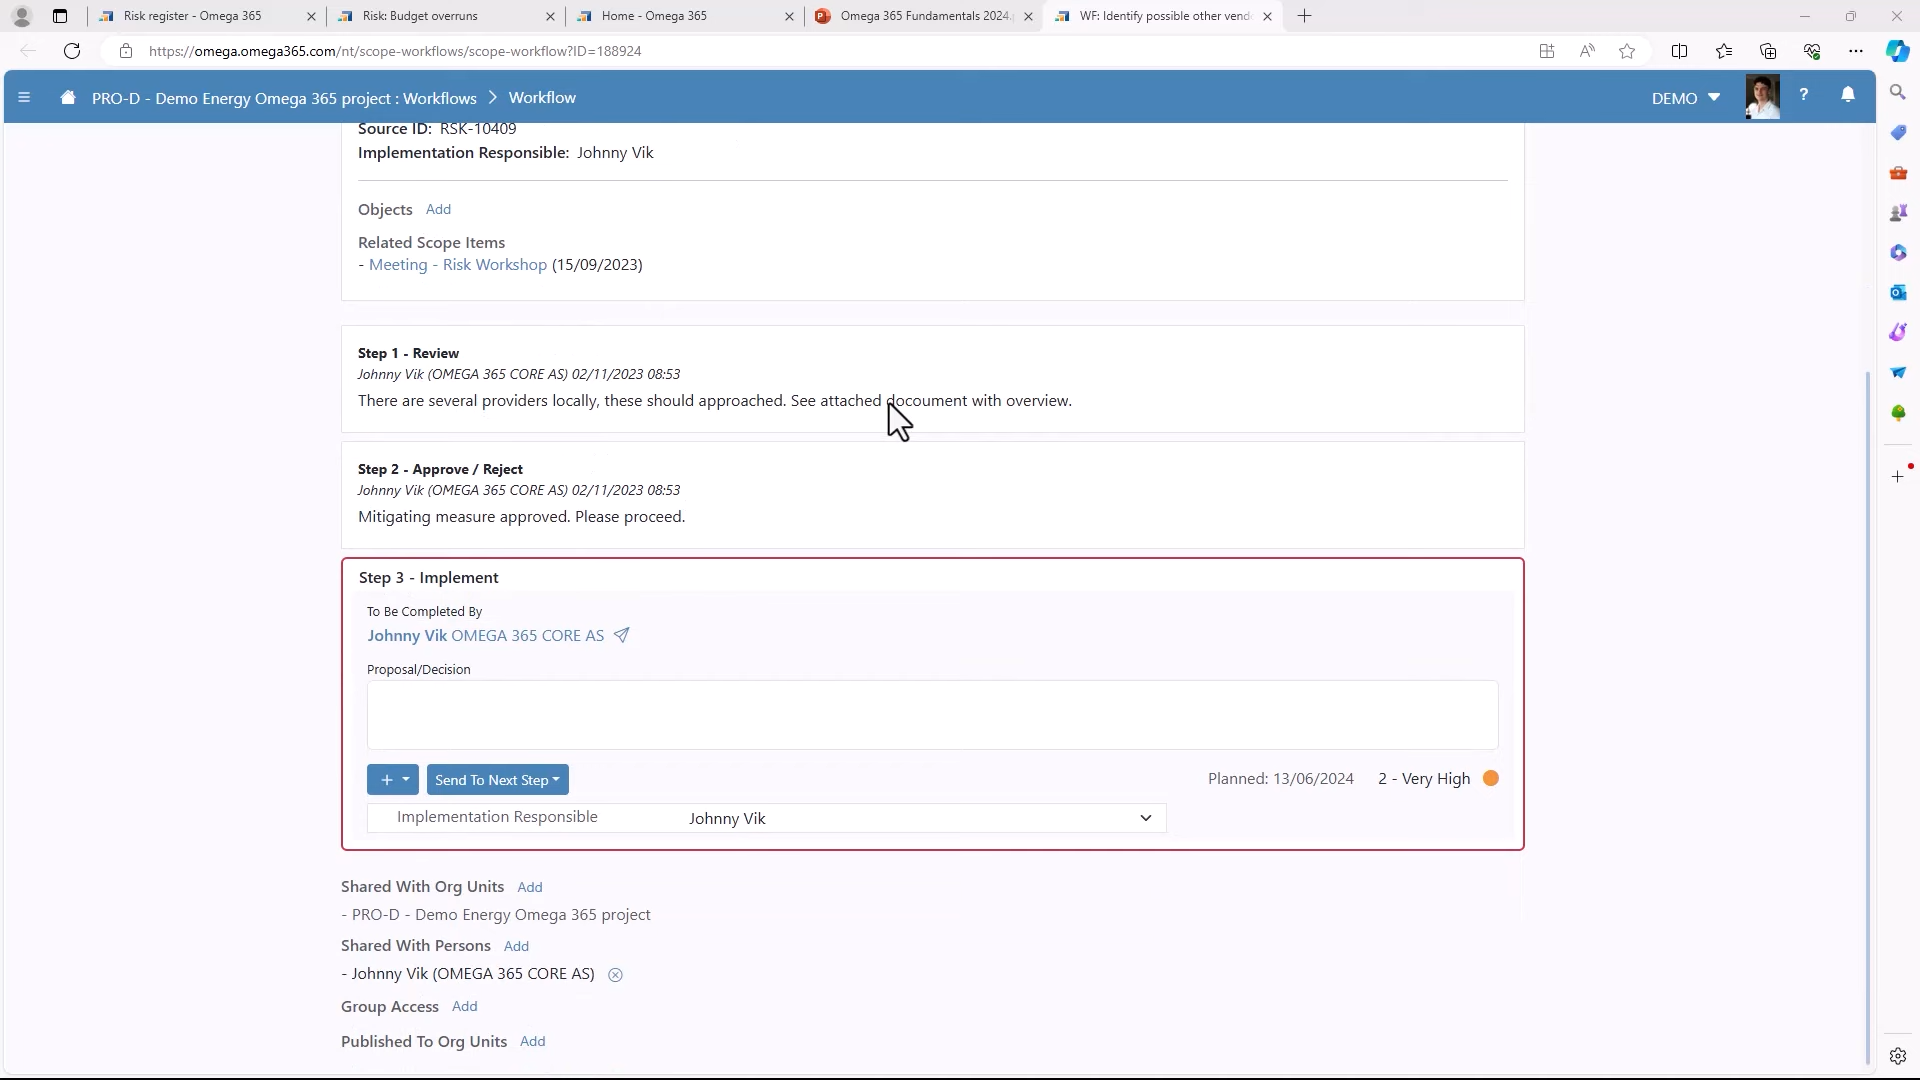 Risk register - Omega 365
Risk: Budget overruns
Home - Omega 365
Omega 365 Fundamentals 2024.
WF: Identify possible other vend
https://omega.omega365.com/nt/scope-workflows/scope-workflow?ID=188924
PRO-D - Demo Energy Omega 365 project : Workflows > Workflow
DEMO
Source ID: RSK-10409
Implementation Responsible: Johnny Vik
Objects Add
Related Scope Items
- Meeting - Risk Workshop (15/09/2023)
Step 1 - Review
Johnny Vik (OMEGA 365 CORE AS) 02/11/2023 08:53
There are several providers locally, these should approached. See attached docoument with overview.
Step 2 - Approve / Reject
Johnny Vik (OMEGA 365 CORE AS) 02/11/2023 08:53
Mitigating measure approved. Please proceed.
Step 3 - Implement
To Be Completed By
Johnny Vik OMEGA 365 CORE AS
Proposal/Decision
Send To Next Step
Planned: 13/06/2024 2 - Very High
Implementation Responsible Johnny Vik
Shared With Org Units Add
- PRO-D - Demo Energy Omega 365 project
Shared With Persons Add
- Johnny Vik (OMEGA 365 CORE AS)
Group Access Add
Published To Org Units Add